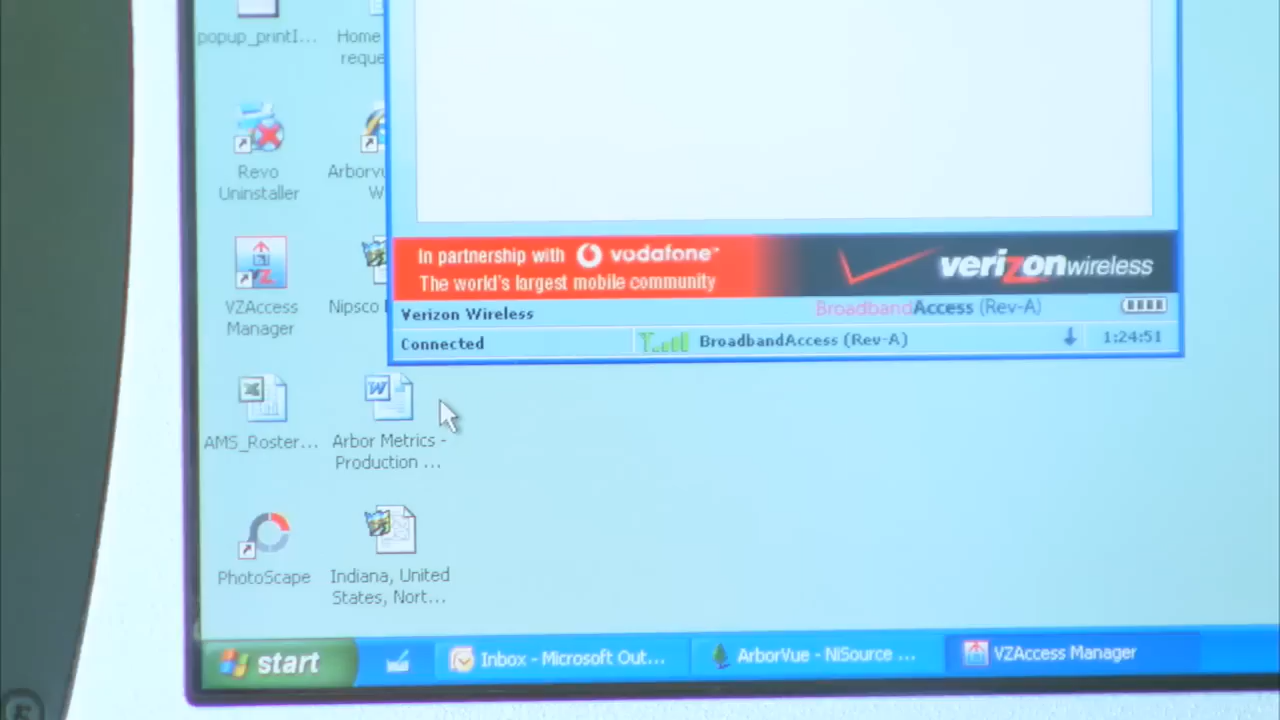 popup_printI...
Home
reque
Revo
Uninstaller
Arborvu
W
VZAccess
Manager
Nipsco
In partnership with vodafone™
The world's largest mobile community
verizonwireless
Verizon Wireless
BroadbandAccess (Rev-A)
Connected
BroadbandAccess (Rev-A)
1:24:51
AMS_Roster...
Arbor Metrics -
Production ...
PhotoScape
Indiana, United
States, Nort...
start
Inbox - Microsoft Out...
ArborVue - NiSource ...
VZAccess Manager